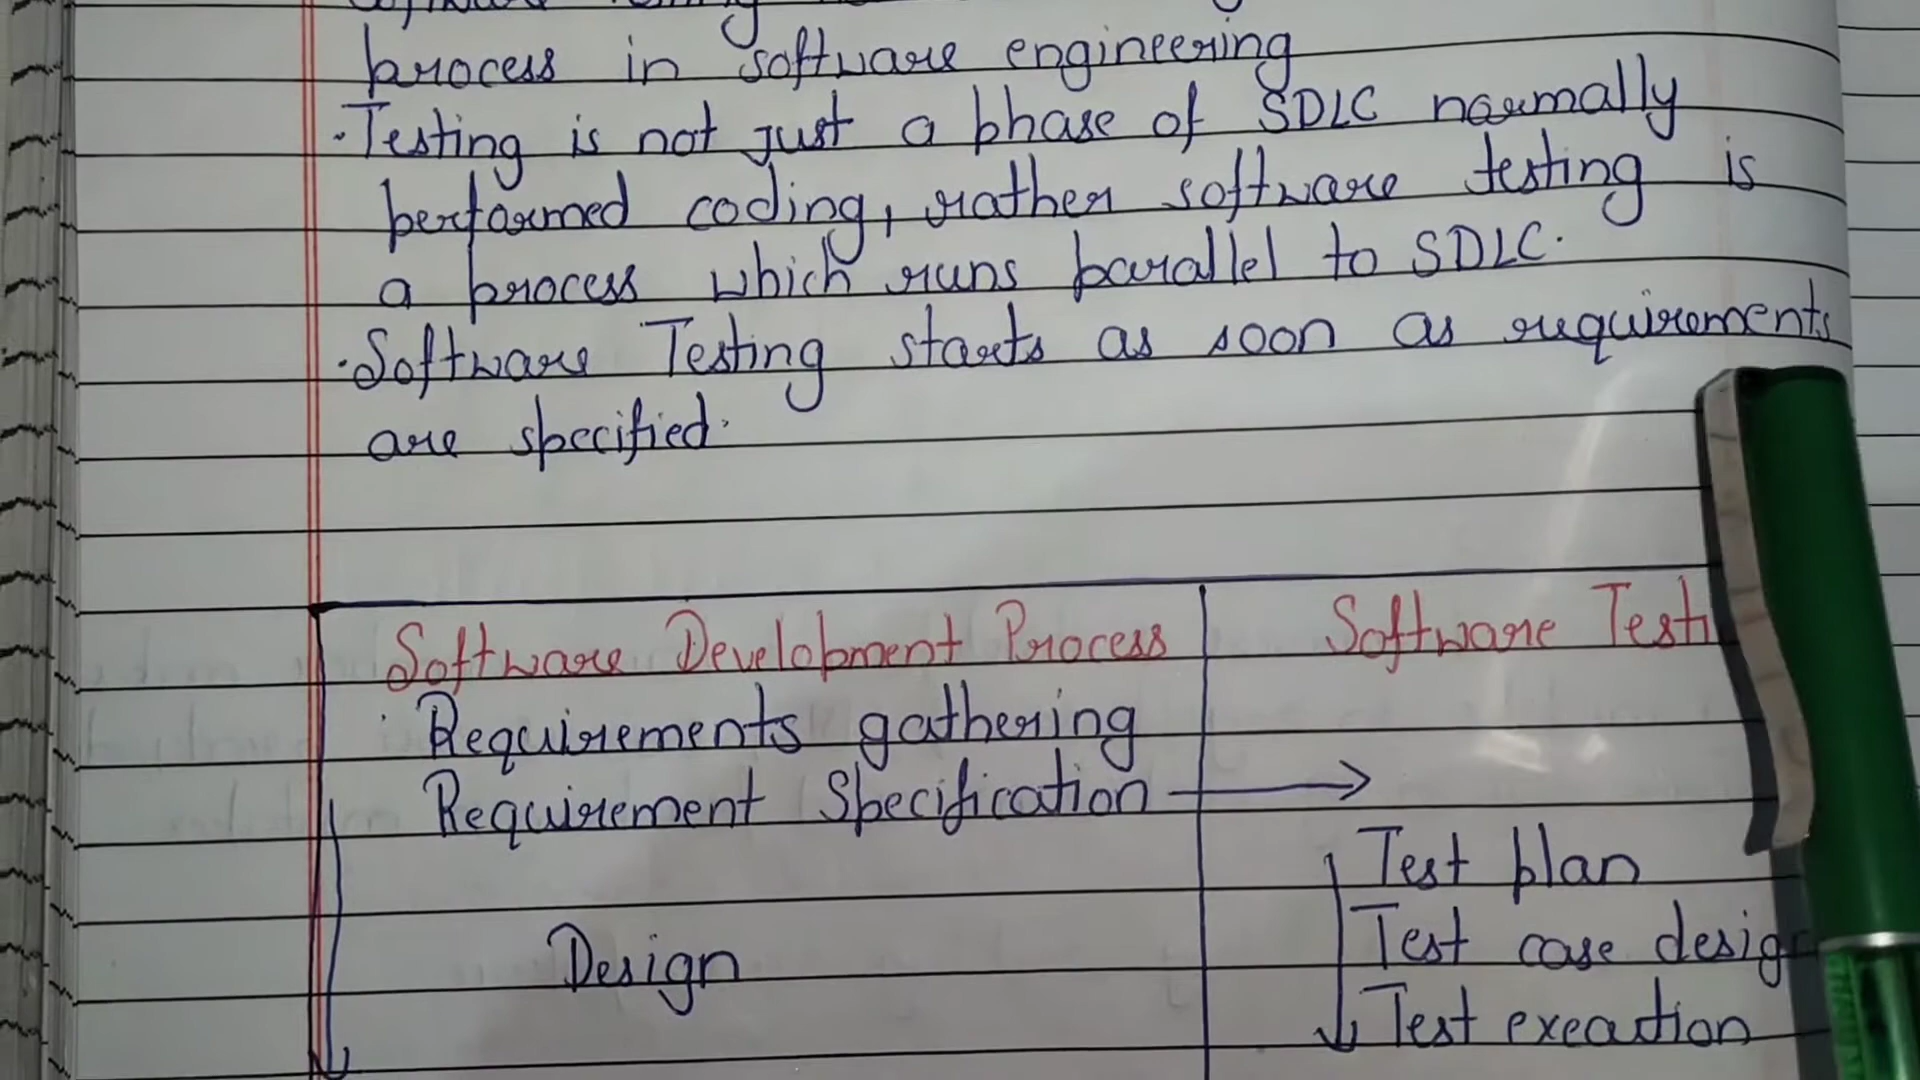 process in software engineering
·Testing is not just a phase of SDLC normally
performed coding, rather software testing is
a process which runs parallel to SDLC.
·Software Testing starts as soon as requirements
are specified.
Software Development Process
Software Testi
Requirements gathering
Requirement Specification →
Test plan
Test case design
Design
Test execution